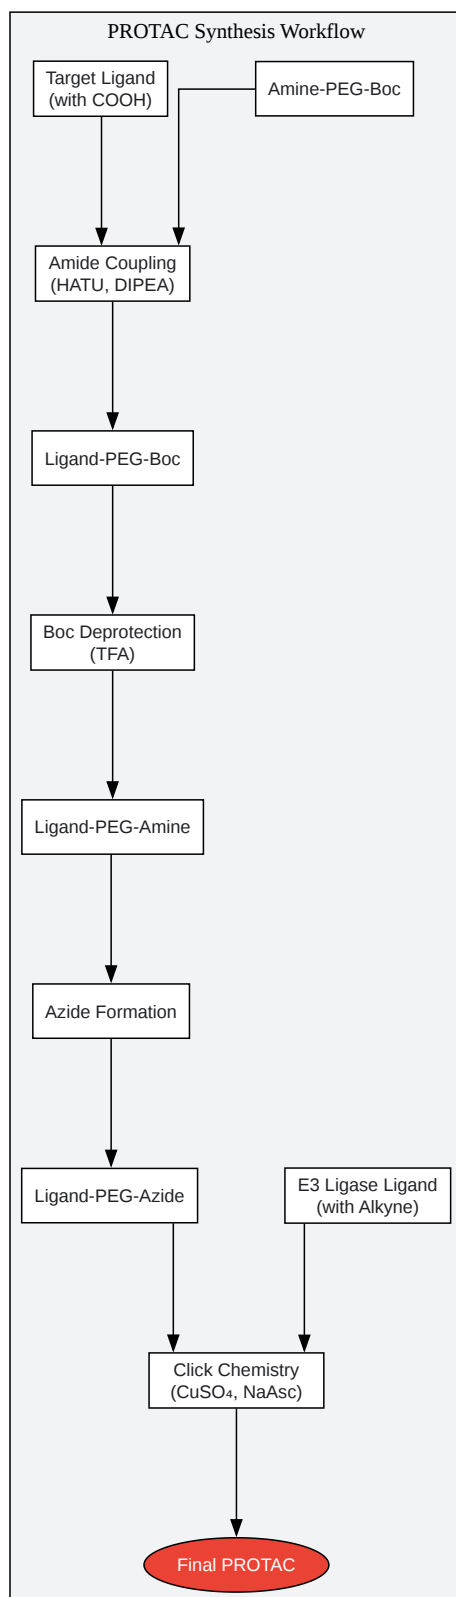 PROTAC Synthesis Workflow
Target Ligand
(with COOH)
Amine-PEG-Boc
Amide Coupling
(HATU, DIPEA)
Ligand-PEG-Boc
Boc Deprotection
(TFA)
Ligand-PEG-Amine
Azide Formation
Ligand-PEG-Azide
E3 Ligase Ligand
(with Alkyne)
Click Chemistry
(CuSO₄, NaAsc)
Final PROTAC